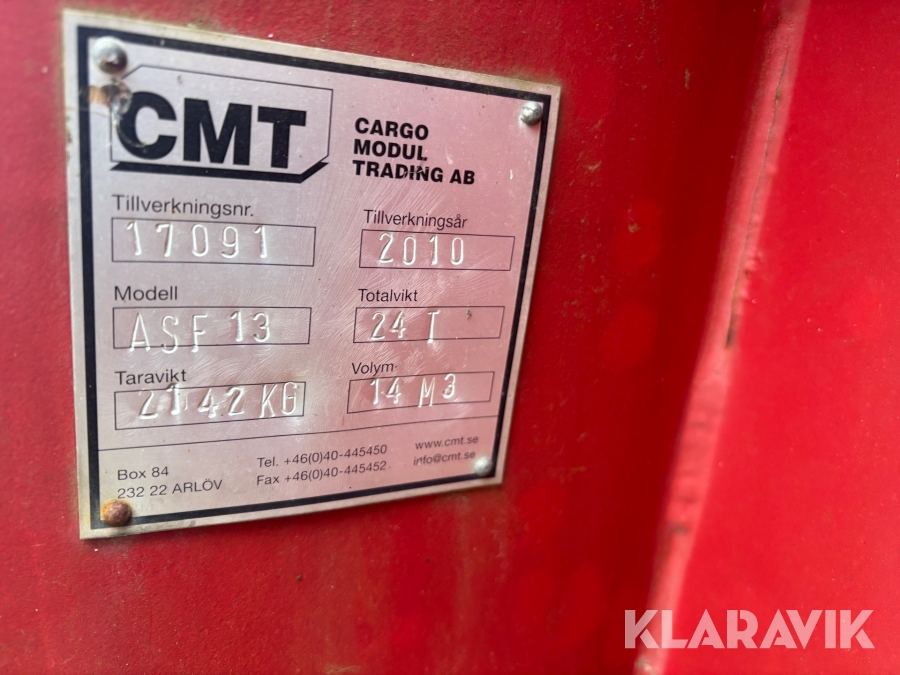 CMT
CARGO
MODUL
TRADING AB
Tillverkningsnr.
17091
Tillverkningsår
2010
Modell
ASF 13
Totalvikt
24 T
Taravikt
2142 KG
Volym
14 M3
Box 84
232 22 ARLÖV
Tel. +46(0)40-445450
Fax +46(0)40-445452
www.cmt.se
info@cmt.se
KLARAVIK